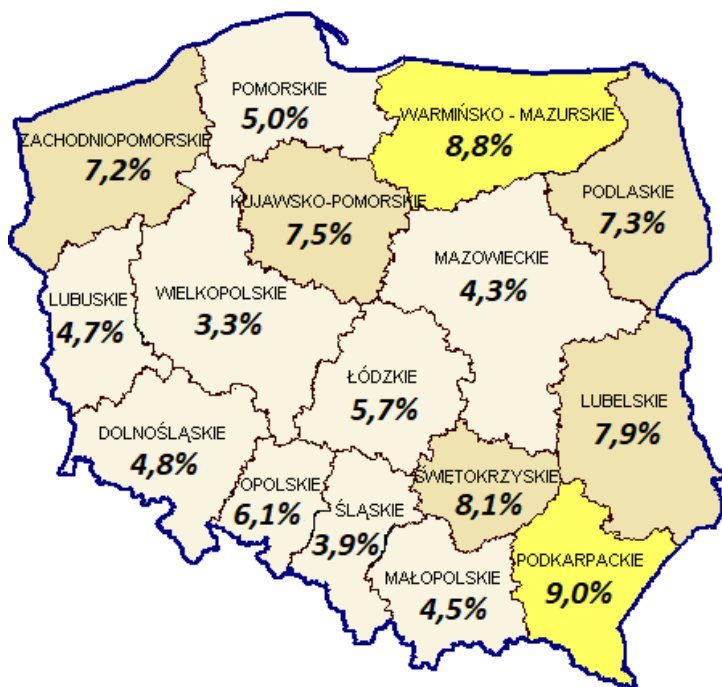 POMORSKIE
5,0%
WARMIŃSKO - MAZURSKIE
8,8%
ZACHODNIOPOMORSKIE
7,2%
KUJAWSKO-POMORSKIE
7,5%
PODLASKIE
7,3%
MAZOWIECKIE
4,3%
LUBUSKIE
4,7%
WIELKOPOLSKIE
3,3%
ŁÓDZKIE
5,7%
LUBELSKIE
7,9%
DOLNOŚLĄSKIE
4,8%
OPOLSKIE
6,1%
ŚLĄSKIE
3,9%
ŚWIĘTOKRZYSKIE
8,1%
MAŁOPOLSKIE
4,5%
PODKARPACKIE
9,0%